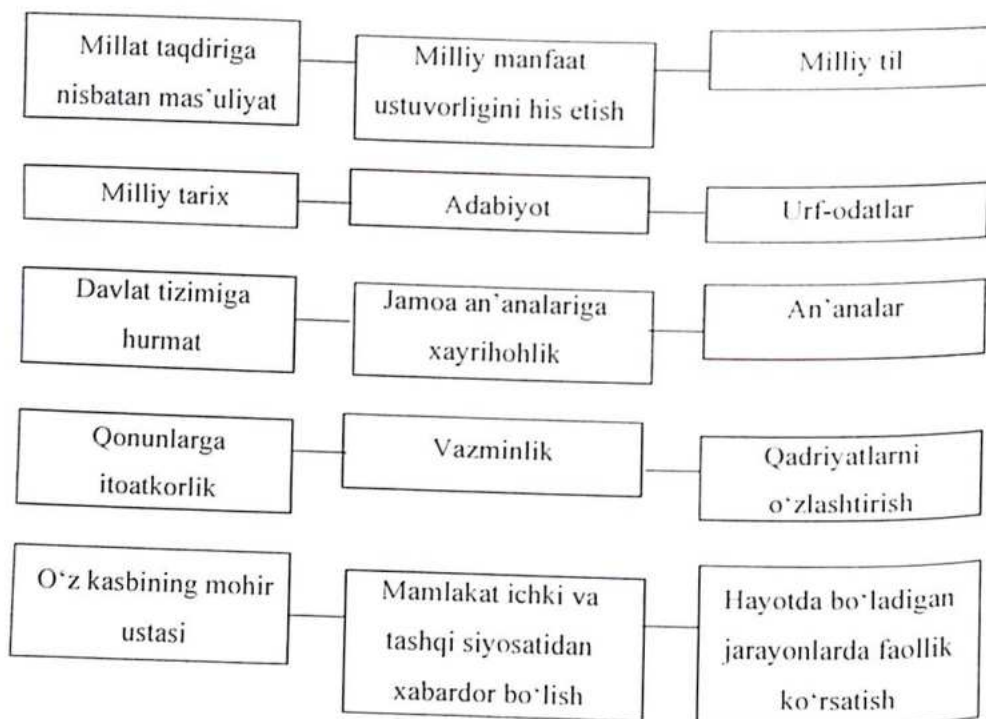 Millat taqdiriga
nisbatan mas`uliyat
Milliy manfaat
ustuvorligini his etish
Milliy til
Milliy tarix
Adabiyot
Urf-odatlar
Davlat tizimiga
hurmat
Jamoa an`analariga
xayrihohlik
An`analar
Qonunlarga
itoatkorlik
Vazminlik
Qadriyatlarni
o‘zlashtirish
O‘z kasbining mohir
ustasi
Mamlakat ichki va
tashqi siyosatidan
xabardor bo‘lish
Hayotda bo‘ladigan
jarayonlarda faollik
ko‘rsatish